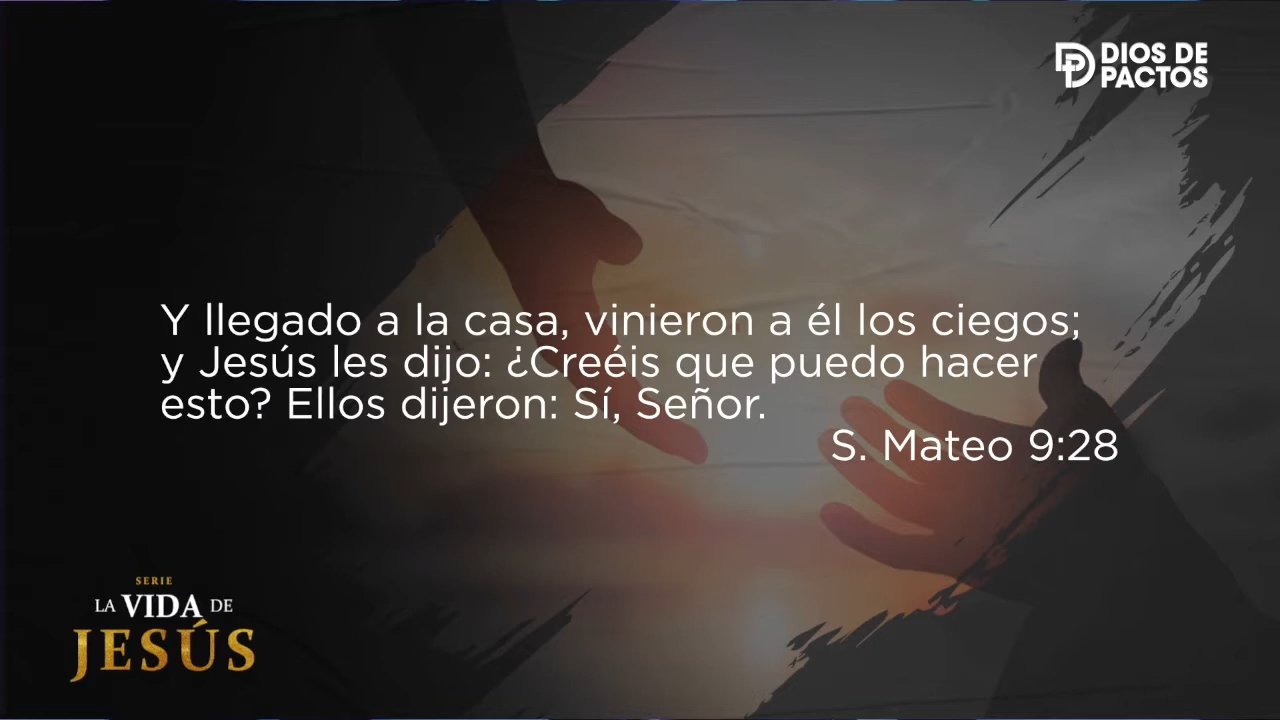 DIOS DE
PACTOS
Y llegado a la casa, vinieron a él los ciegos;
y Jesús les dijo: ¿Creéis que puedo hacer
esto? Ellos dijeron: Sí, Señor.
S. Mateo 9:28
SERIE
LA VIDA DE
JESÚS